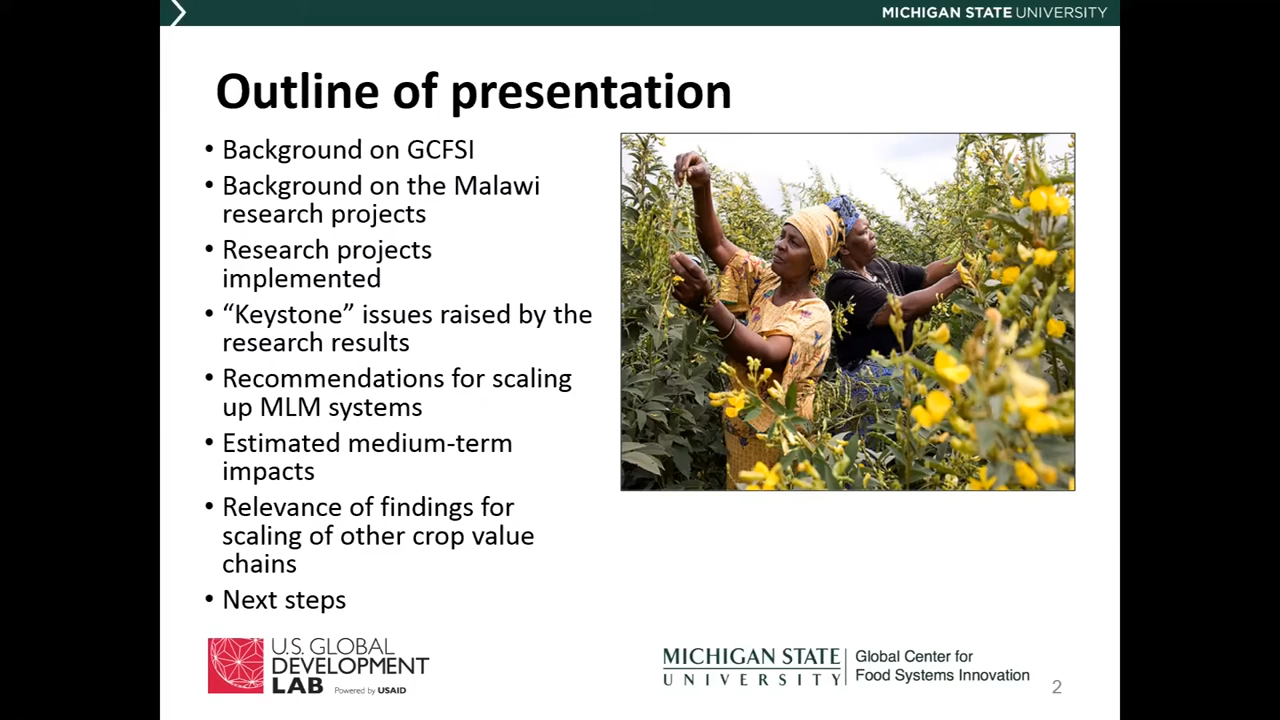 MICHIGAN STATE UNIVERSITY
Outline of presentation
• Background on GCFSI
• Background on the Malawi
research projects
• Research projects
implemented
• “Keystone” issues raised by the
research results
• Recommendations for scaling
up MLM systems
• Estimated medium-term
impacts
• Relevance of findings for
scaling of other crop value
chains
• Next steps
U.S. GLOBAL
DEVELOPMENT
LAB Powered by USAID
MICHIGAN STATE
UNIVERSITY
Global Center for
Food Systems Innovation
2